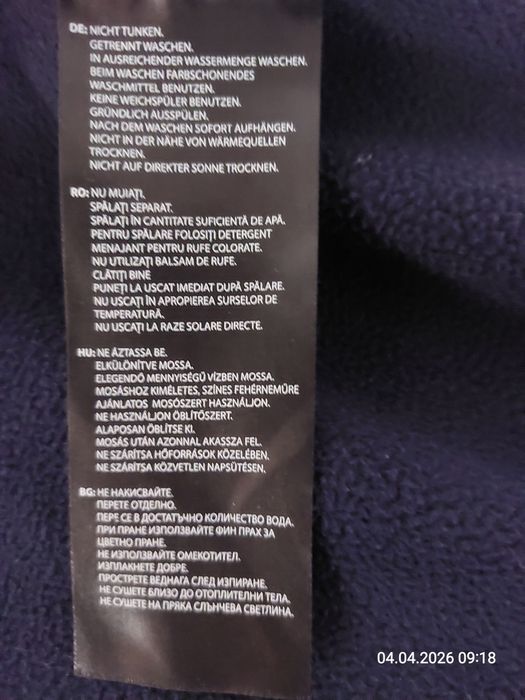 DE: NICHT TUNKEN.
GETRENNT WASCHEN.
IN AUSREICHENDER WASSERMENGE WASCHEN.
BEIM WASCHEN FARBSCHONENDES
WASCHMITTEL BENUTZEN.
KEINE WEICHSPÜLER BENUTZEN.
GRÜNDLICH AUSSPÜLEN.
NACH DEM WASCHEN SOFORT AUFHÄNGEN.
NICHT IN DER NÄHE VON WÄRMEQUELLEN
TROCKNEN.
NICHT AUF DIREKTER SONNE TROCKNEN.
RO: NU MUIAȚI.
SPĂLAȚI SEPARAT.
SPĂLAȚI ÎN CANTITATE SUFICIENTĂ DE APĂ.
PENTRU SPĂLARE FOLOSIȚI DETERGENT
MENAJANT PENTRU RUFE COLORATE.
NU UTILIZAȚI BALSAM DE RUFE.
CLĂTIȚI BINE
PUNEȚI LA USCAT IMEDIAT DUPĂ SPĂLARE.
NU USCAȚI ÎN APROPIEREA SURSELOR DE
TEMPERATURĂ.
NU USCAȚI LA RAZE SOLARE DIRECTE.
HU: NE ÁZTASSA BE.
ELKÜLÖNÍTVE MOSSA.
ELEGENDŐ MENNYISÉGŰ VÍZBEN MOSSA.
MOSÁSHOZ KIMÉLETES, SZÍNES FEHÉRNEMŰRE
AJÁNLATOS MOSÓSZERT HASZNÁLJON.
NE HASZNÁLJON ÖBLÍTŐSZERT.
ALAPOSAN ÖBLÍTSE KI.
MOSÁS UTÁN AZONNAL AKASSZA FEL.
NE SZÁRÍTSA HŐFORRÁSOK KÖZELÉBEN.
NE SZÁRÍTSA KÖZVETLEN NAPSÜTÉSEN.
BG: НЕ НАКИСВАЙТЕ.
ПЕРЕТЕ ОТДЕЛНО.
ПЕРЕ СЕ В ДОСТАТЪЧНО КОЛИЧЕСТВО ВОДА.
ПРИ ПРАНЕ ИЗПОЛЗВАЙТЕ ФИН ПРАХ ЗА
ЦВЕТНО ПРАНЕ.
НЕ ИЗПОЛЗВАЙТЕ ОМЕКОТИТЕЛ.
ИЗПЛАКНЕТЕ ДОБРЕ.
ПРОСТРЕТЕ ВЕДНАГА СЛЕД ИЗПИРАНЕ.
НЕ СУШЕТЕ БЛИЗО ДО ОТОПЛИТЕЛНИ ТЕЛА.
НЕ СУШЕТЕ НА ПРЯКА СЛЪНЧЕВА СВЕТЛИНА.
04.04.2026 09:18